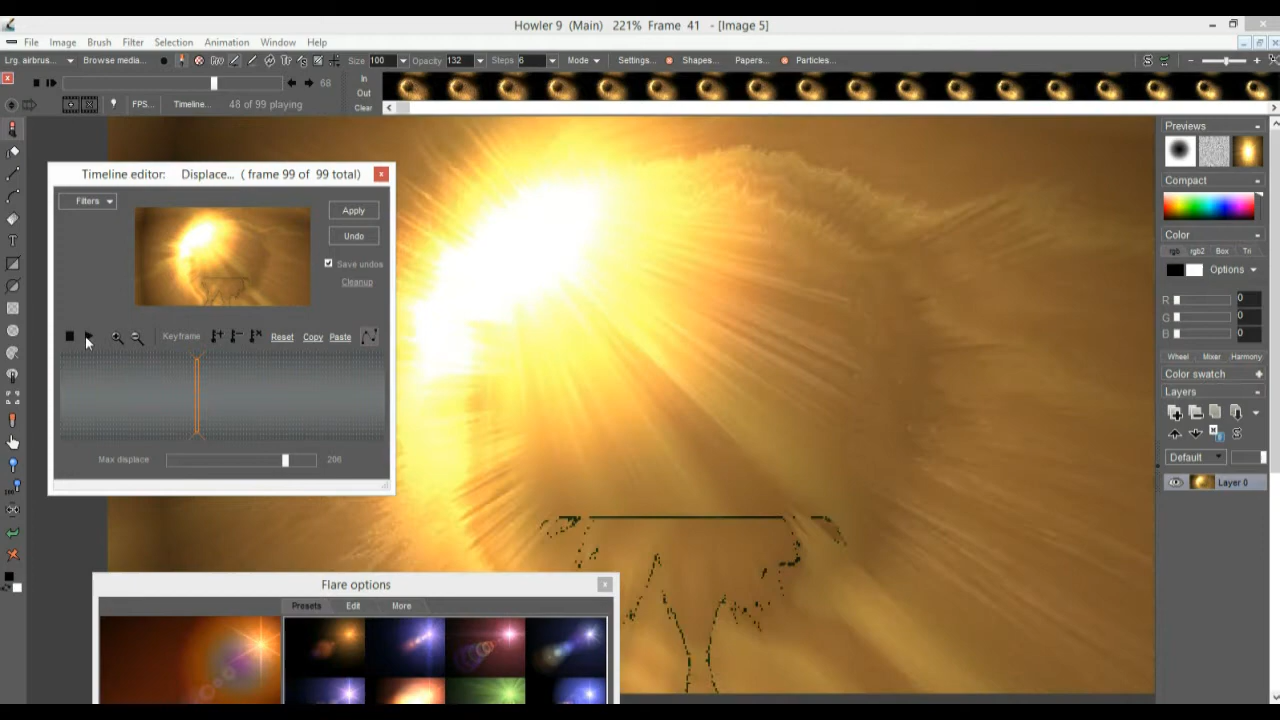 Howler 9 (Main) 221% Frame 41 - [Image 5]
File Image Brush Filter Selection Animation Window Help
Lrg. airbrus... Browse media... Size 100 Opacity 132 Steps 6 Mode Settings... Shapes... Papers... Particles...
68
In
Out
Clear
FPS... Timeline... 48 of 99 playing
Previews
Timeline editor: Displace... ( frame 99 of 99 total)
Filters
Apply
Undo
Save undos
Cleanup
Keyframe Reset Copy Paste
Max displace 206
Compact
Color
rgb rgb2 Box Tri
Options
R 0
G 0
B 0
Wheel Mixer Harmony
Color swatch
Layers
Default
Layer 0
Flare options
Presets Edit More